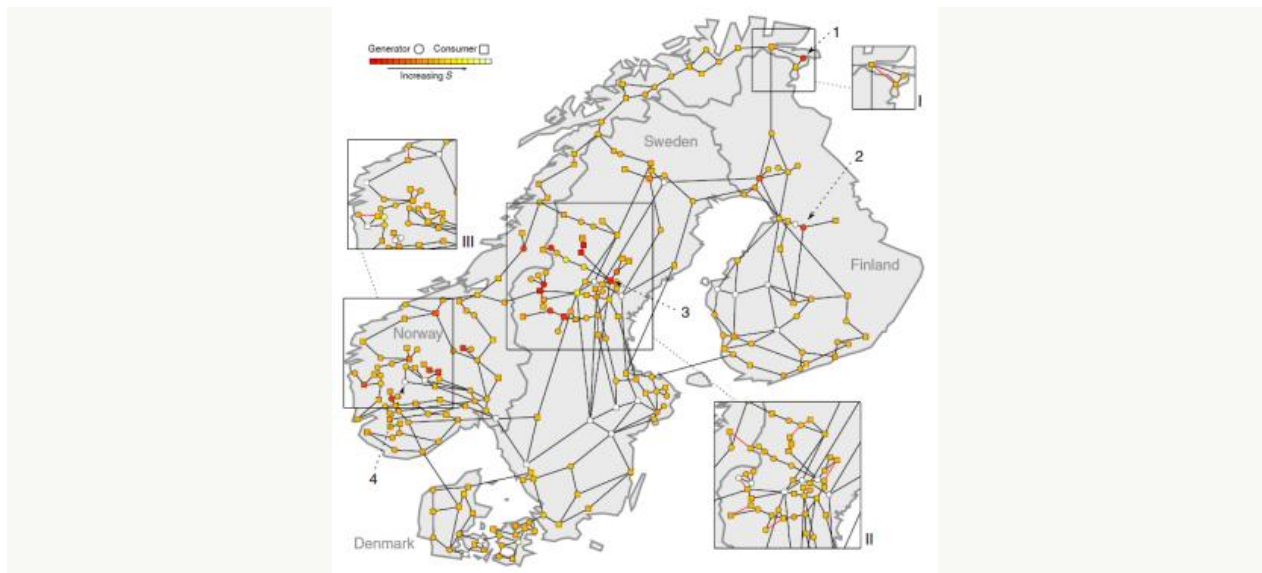 Generator Consumer
Increasing S
1
I
Sweden
2
III
Finland
3
Norway
4
II
Denmark